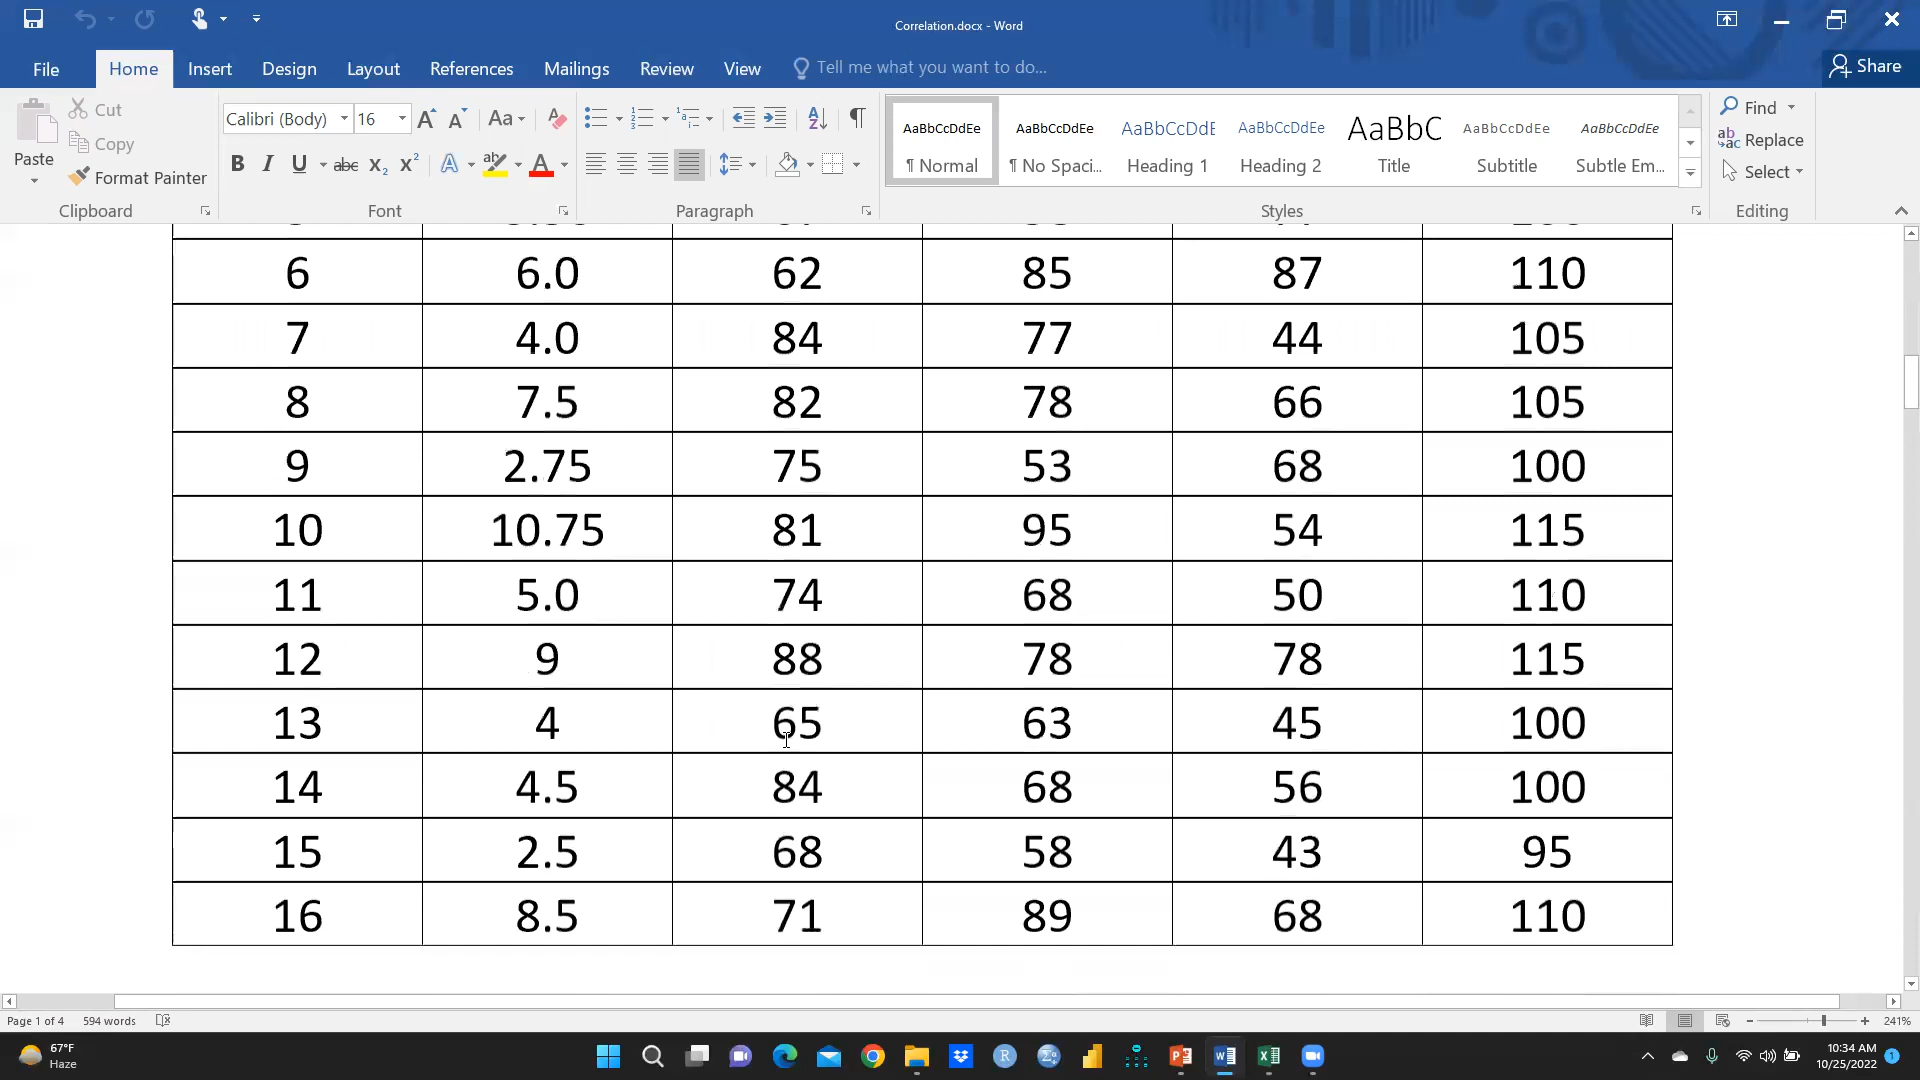 Correlation.docx - Word
File Home Insert Design Layout References Mailings Review View Tell me what you want to do... Share
Paste Cut Copy Format Painter
Clipboard
Calibri (Body) 16
Font
Paragraph
AaBbCcDdEe AaBbCcDdEe AaBbCcDdE AaBbCcDdEe AaBbC AaBbCcDdEe AaBbCcDdEe
¶ Normal ¶ No Spaci... Heading 1 Heading 2 Title Subtitle Subtle Em...
Styles
Find
Replace
Select
Editing
6 6.0 62 85 87 110
7 4.0 84 77 44 105
8 7.5 82 78 66 105
9 2.75 75 53 68 100
10 10.75 81 95 54 115
11 5.0 74 68 50 110
12 9 88 78 78 115
13 4 65 63 45 100
14 4.5 84 68 56 100
15 2.5 68 58 43 95
16 8.5 71 89 68 110
Page 1 of 4 594 words 241%
67°F
Haze
10:34 AM
10/25/2022